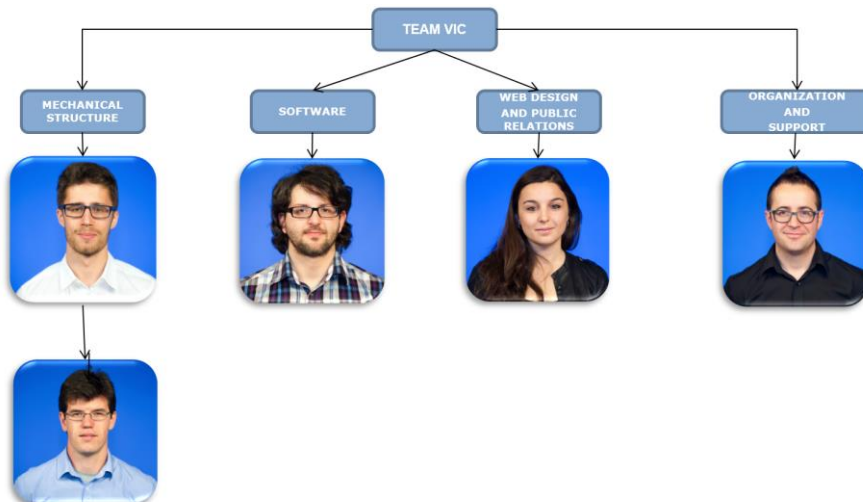 TEAM VIC
MECHANICAL
STRUCTURE
SOFTWARE
WEB DESIGN
AND PUBLIC
RELATIONS
ORGANIZATION
AND
SUPPORT